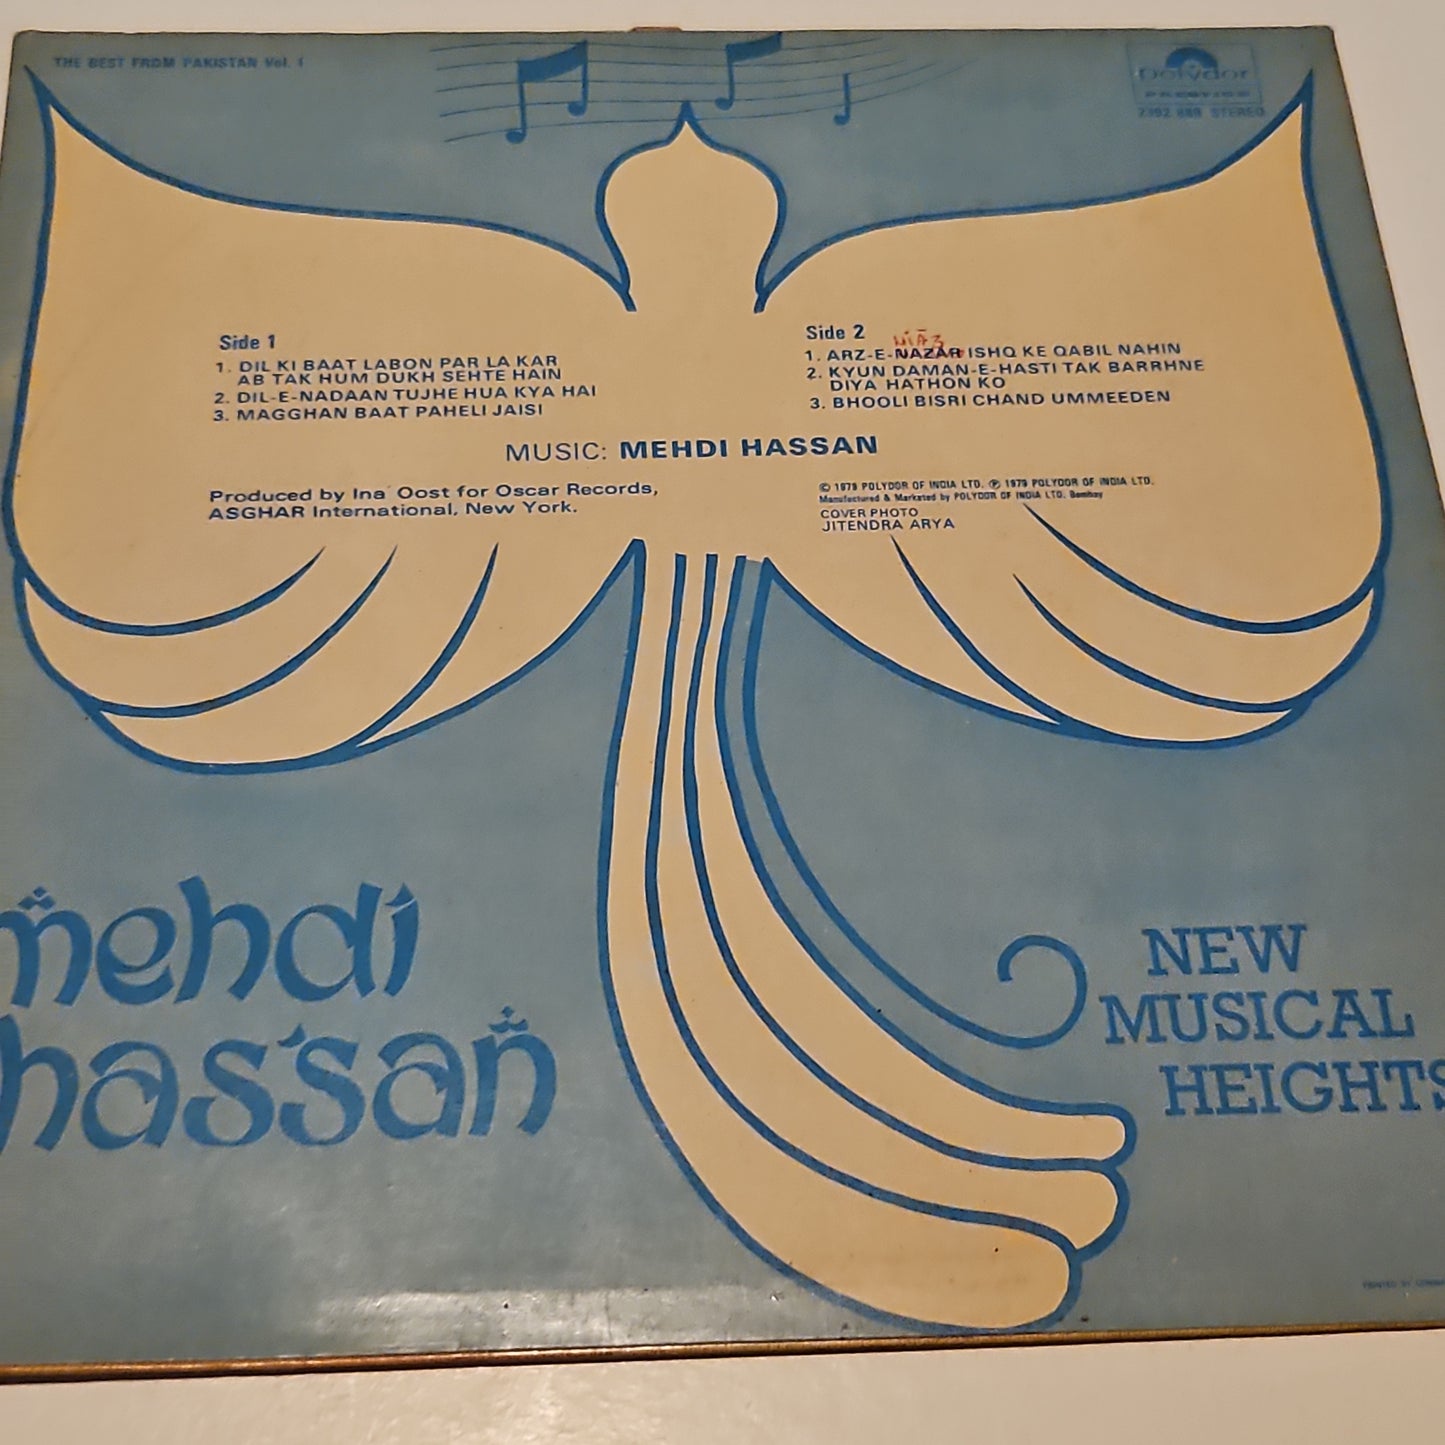 THE BEST FROM PAKISTAN Vol. 1
Polydor
PRESTIGE
2392 889 STEREO
Side 1
1. DIL KI BAAT LABON PAR LA KAR
AB TAK HUM DUKH SEHTE HAIN
2. DIL-E-NADAAN TUJHE HUA KYA HAI
3. MAGGHAN BAAT PAHELI JAISI
Side 2
NiĀZ
1. ARZ-E-NAZAR ISHQ KE QABIL NAHIN
2. KYUN DAMAN-E-HASTI TAK BARRHNE
DIYA HATHON KO
3. BHOOLI BISRI CHAND UMMEEDEN
MUSIC: MEHDI HASSAN
Produced by Ina Oost for Oscar Records,
ASGHAR International, New York.
© 1979 POLYDOR OF INDIA LTD. ℗ 1979 POLYDOR OF INDIA LTD.
Manufactured & Marketed by POLYDOR OF INDIA LTD. Bombay
COVER PHOTO
JITENDRA ARYA
mehdi
hassan
NEW
MUSICAL
HEIGHTS
PRINTED BY